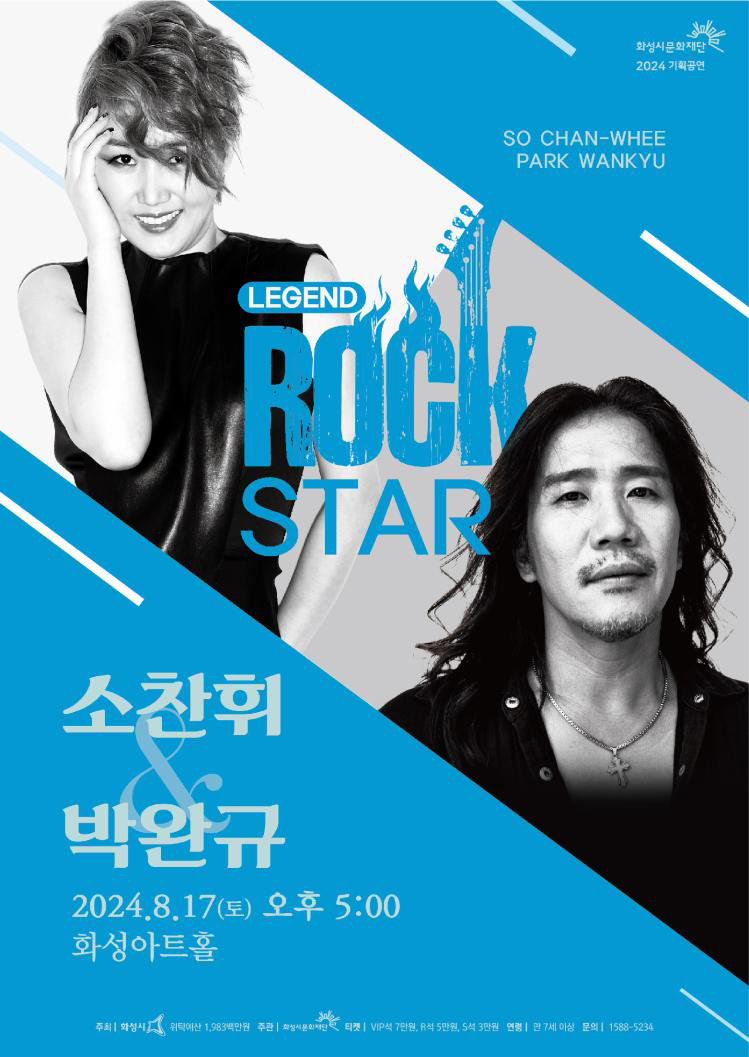 화성시문화재단
2024 기획공연
SO CHAN-WHEE
PARK WANKYU
LEGEND
ROCK
STAR
소찬휘
&
박완규
2024.8.17(토) 오후 5:00
화성아트홀
주최 | 화성시 위탁예산 1,983백만원 주관 | 화성시문화재단 티켓 | VIP석 7만원, R석 5만원, S석 3만원 연령 | 만 7세 이상 문의 | 1588-5234